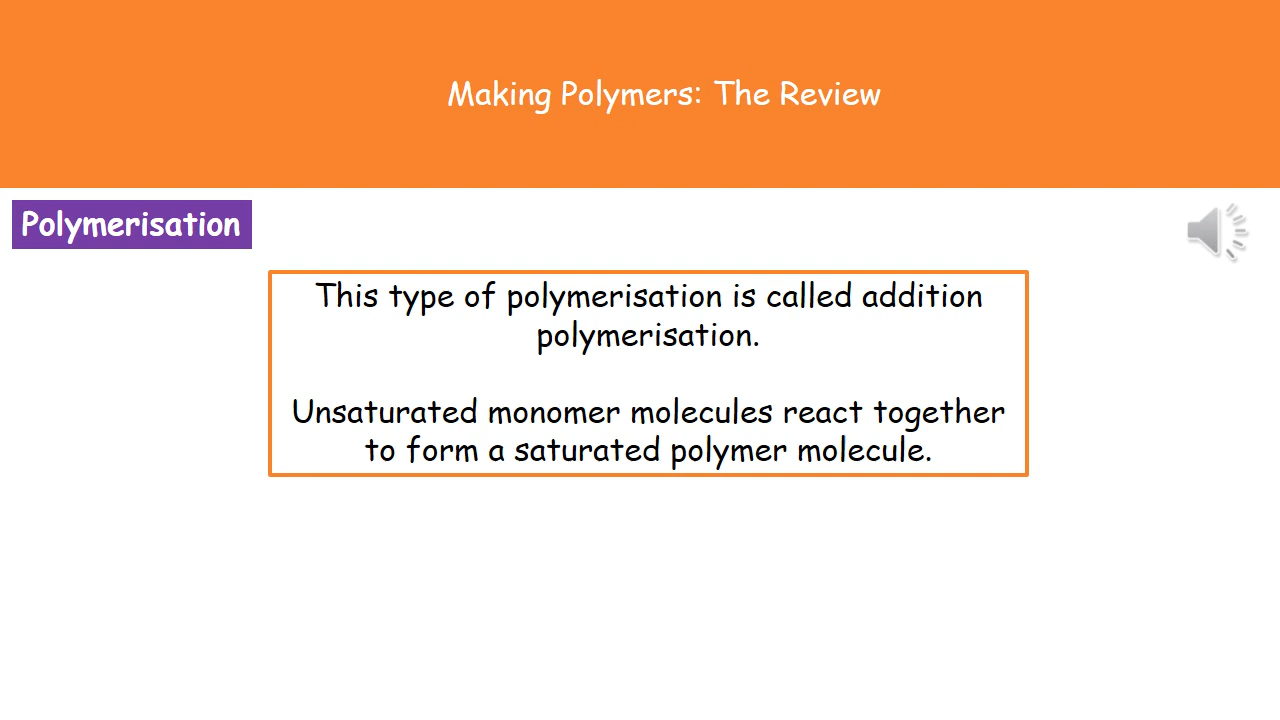 Making Polymers: The Review
Polymerisation
This type of polymerisation is called addition
polymerisation.
Unsaturated monomer molecules react together
to form a saturated polymer molecule.